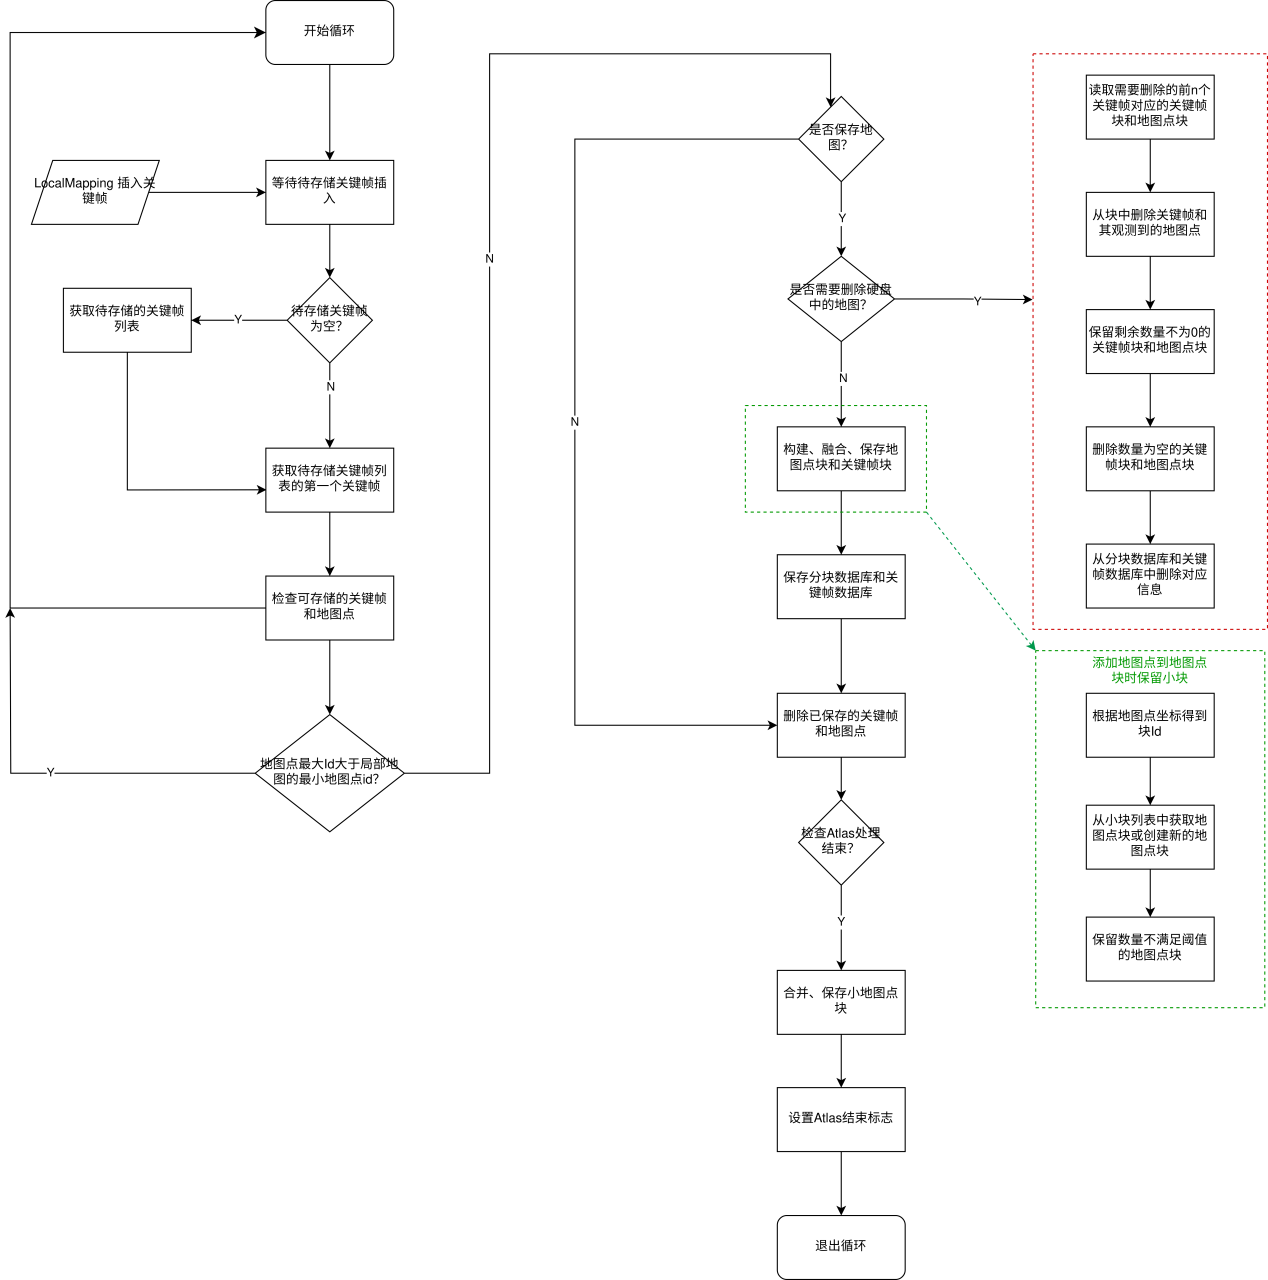 开始循环
LocalMapping 插入关
键帧
等待待存储关键帧插
入
待存储关键帧
为空?
Y
获取待存储的关键帧
列表
N
获取待存储关键帧列
表的第一个关键帧
检查可存储的关键帧
和地图点
地图点最大Id大于局部地
图的最小地图点id?
Y
N
是否保存地
图?
Y
N
是否需要删除硬盘
中的地图?
Y
N
构建、融合、保存地
图点块和关键帧块
保存分块数据库和关
键帧数据库
删除已保存的关键帧
和地图点
检查Atlas处理
结束?
Y
合并、保存小地图点
块
设置Atlas结束标志
退出循环
读取需要删除的前n个
关键帧对应的关键帧
块和地图点块
从块中删除关键帧和
其观测到的地图点
保留剩余数量不为0的
关键帧块和地图点块
删除数量为空的关键
帧块和地图点块
从分块数据库和关键
帧数据库中删除对应
信息
添加地图点到地图点
块时保留小块
根据地图点坐标得到
块Id
从小块列表中获取地
图点块或创建新的地
图点块
保留数量不满足阈值
的地图点块